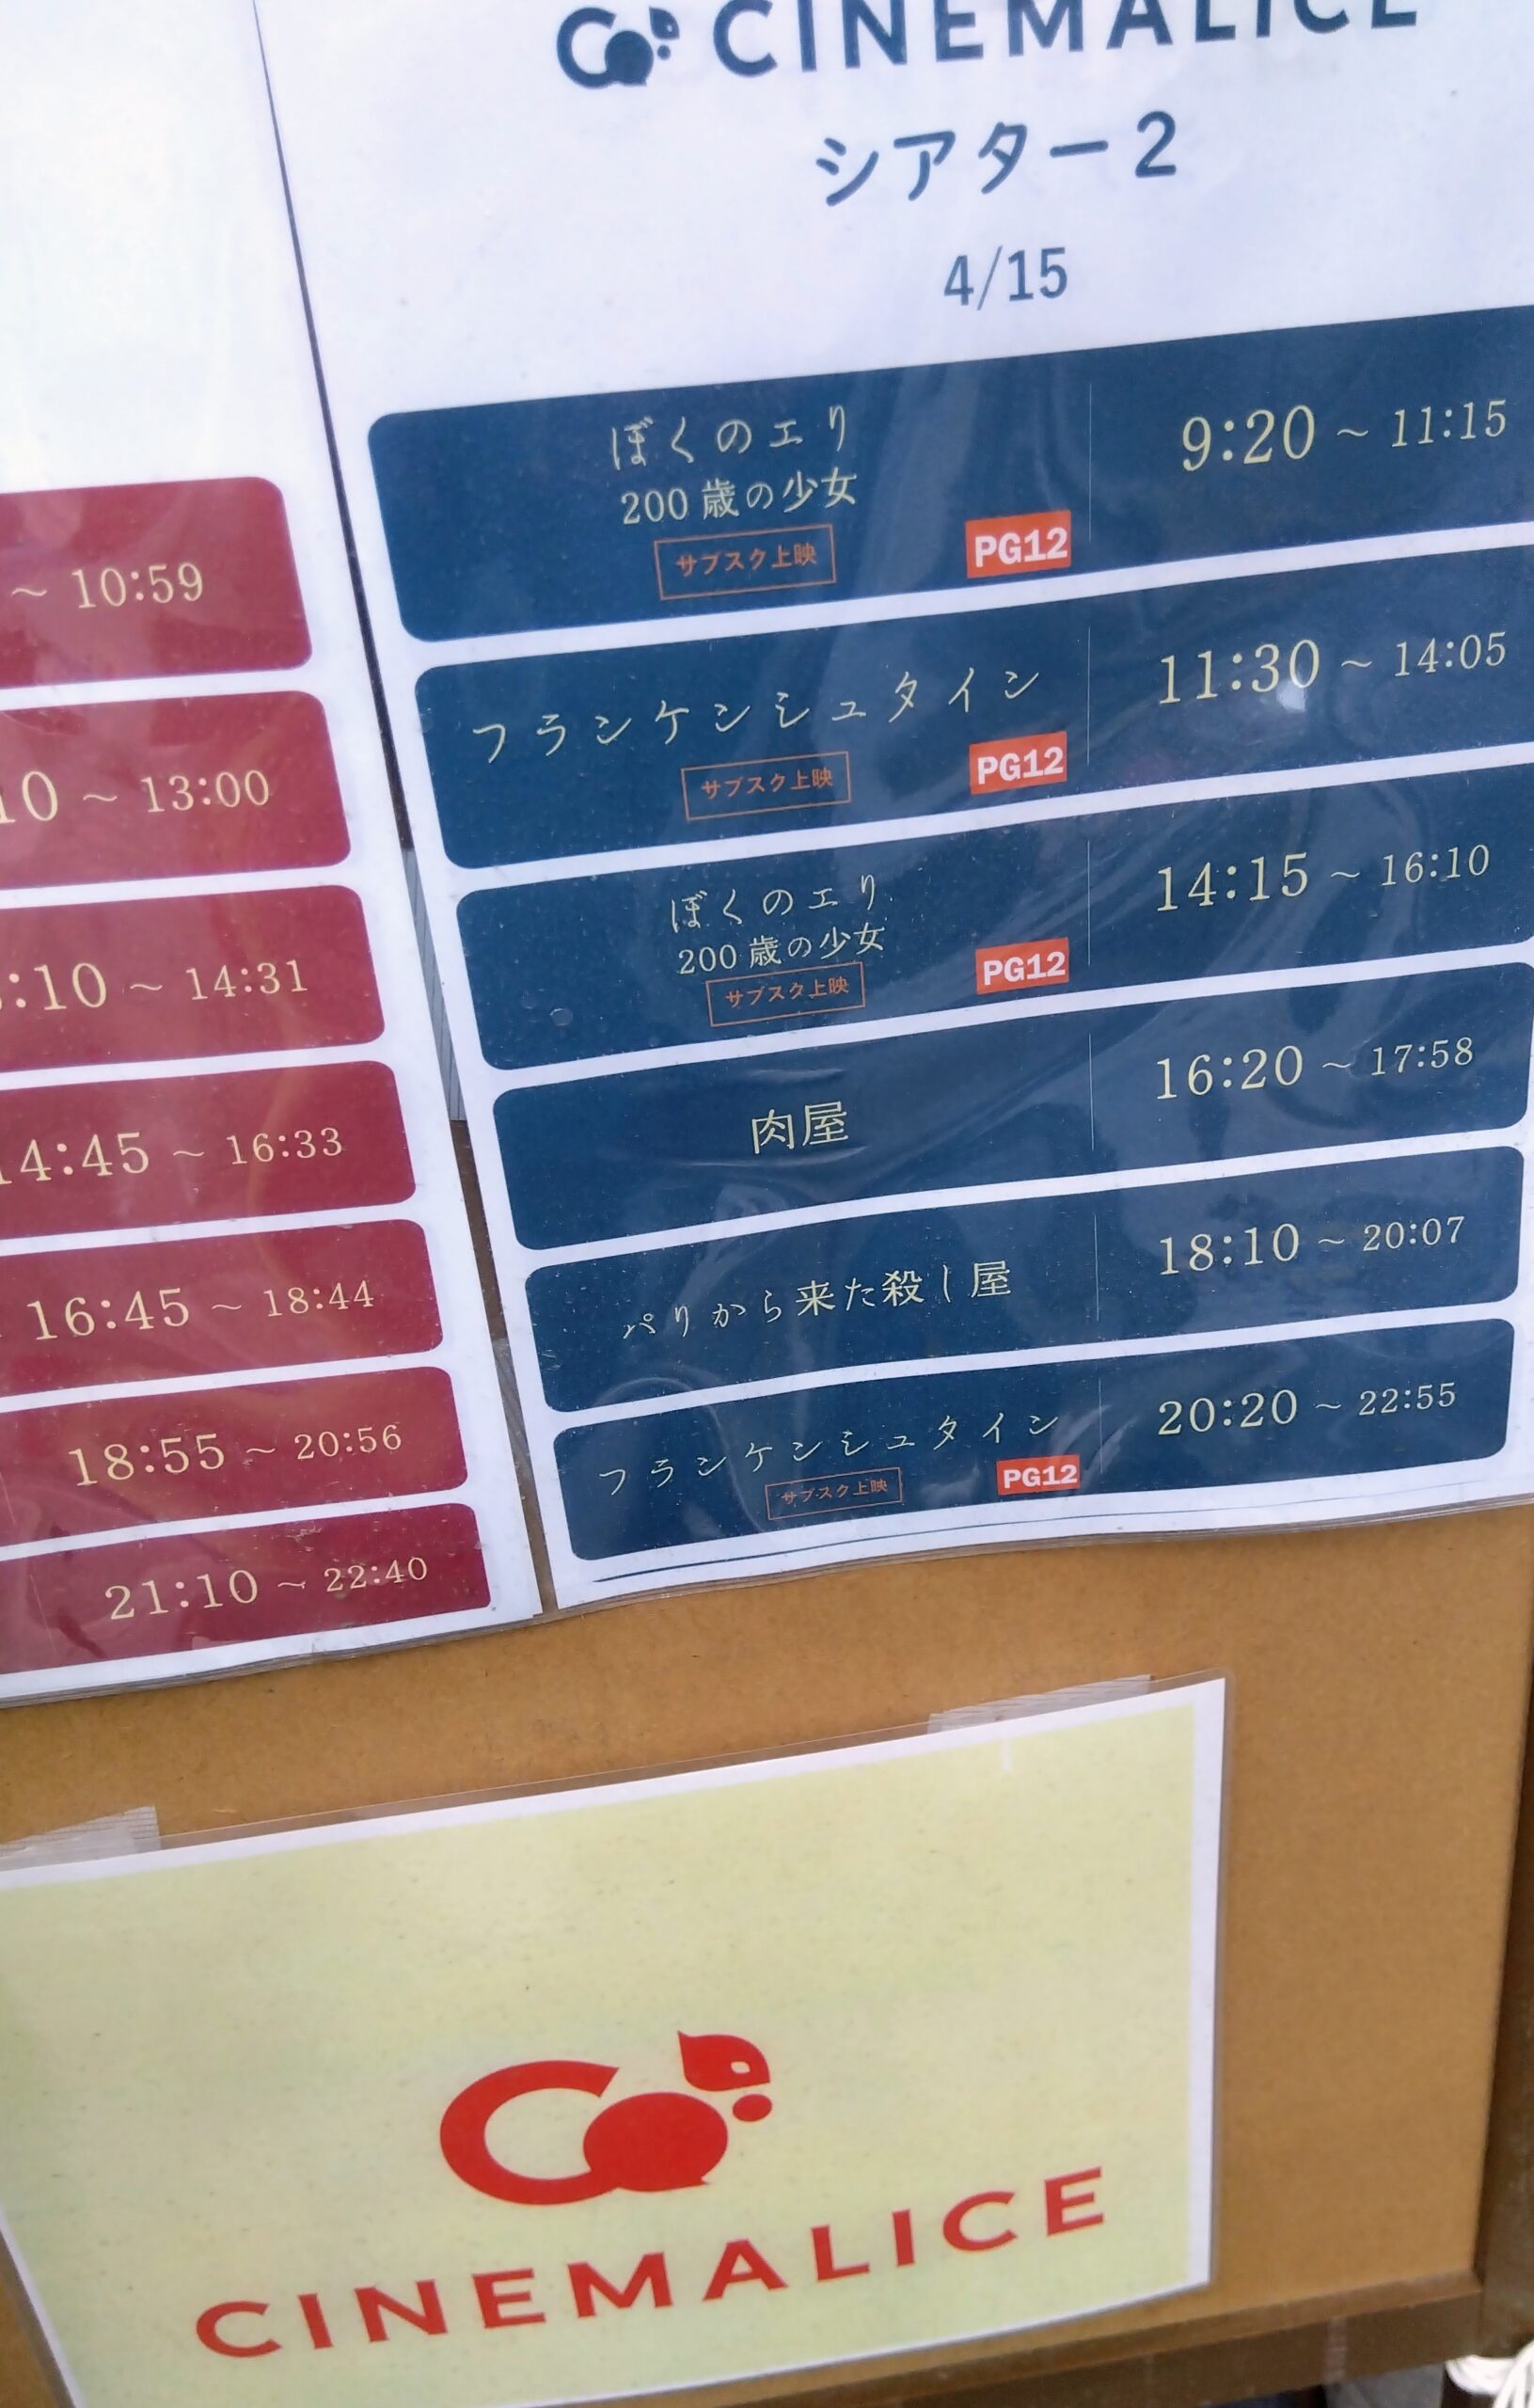 CINEMALICE
シアター2
4/15
ぼくのエリ
200歳の少女
サブスク上映
PG12
9:20 ~ 11:15
フランケンシュタイン
サブスク上映
PG12
11:30 ~ 14:05
ぼくのエリ
200歳の少女
サブスク上映
PG12
14:15 ~ 16:10
肉屋
16:20 ~ 17:58
パリから来た殺し屋
18:10 ~ 20:07
フランケンシュタイン
サブスク上映
PG12
20:20 ~ 22:55
~ 10:59
10 ~ 13:00
:10 ~ 14:31
14:45 ~ 16:33
16:45 ~ 18:44
18:55 ~ 20:56
21:10 ~ 22:40
CINEMALICE